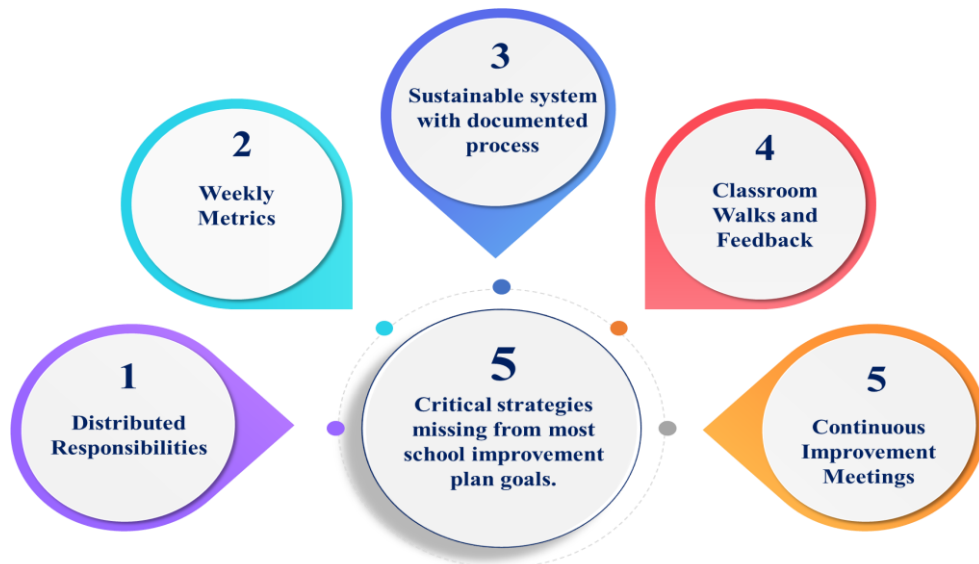 1
Distributed
Responsibilities
2
Weekly
Metrics
3
Sustainable system
with documented
process
4
Classroom
Walks and
Feedback
5
Continuous
Improvement
Meetings
5
Critical strategies
missing from most
school improvement
plan goals.